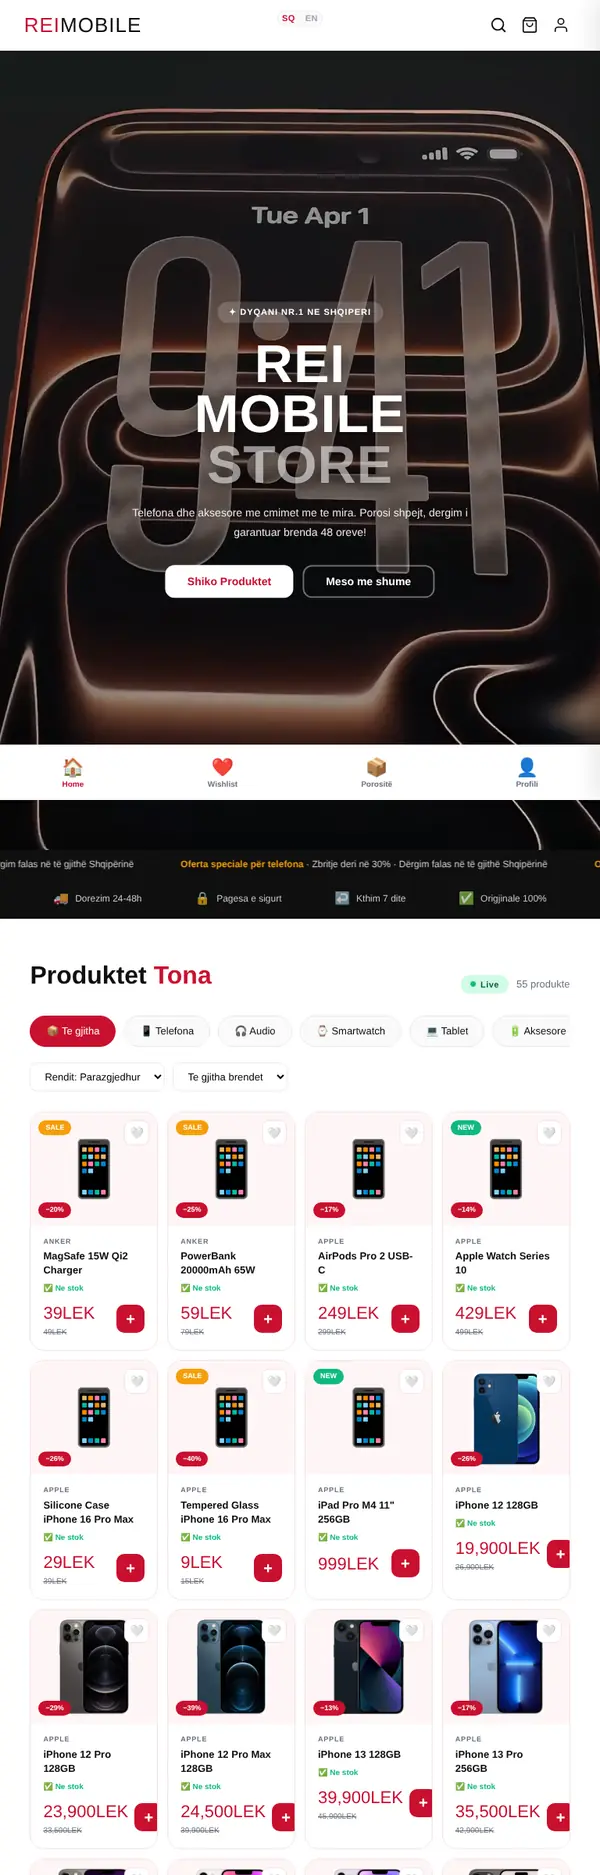 REIMOBILE
SQ EN
Tue Apr 1
9:41
✦ DYQANI NR.1 NE SHQIPERI
REI
MOBILE
STORE
Telefona dhe aksesore me cmimet me te mira. Porosi shpejt, dergim i
garantuar brenda 48 oreve!
Shiko Produktet
Meso me shume
Home
Wishlist
Porositë
Profili
gim falas në të gjithë Shqipërinë
Oferta speciale për telefona - Zbritje deri në 30% - Dërgim falas në të gjithë Shqipërinë
Dorezim 24-48h
Pagesa e sigurt
Kthim 7 dite
Origjinale 100%
Produktet Tona
Live
55 produkte
Te gjitha
Telefona
Audio
Smartwatch
Tablet
Aksesore
Rendit: Parazgjedhur
Te gjitha brendet
SALE
−20%
ANKER
MagSafe 15W Qi2
Charger
Ne stok
39LEK
49LEK
+
SALE
−25%
ANKER
PowerBank
20000mAh 65W
Ne stok
59LEK
79LEK
+
−17%
APPLE
AirPods Pro 2 USB-
C
Ne stok
249LEK
299LEK
+
NEW
−14%
APPLE
Apple Watch Series
10
Ne stok
429LEK
499LEK
+
−26%
APPLE
Silicone Case
iPhone 16 Pro Max
Ne stok
29LEK
39LEK
+
SALE
−40%
APPLE
Tempered Glass
iPhone 16 Pro Max
Ne stok
9LEK
15LEK
+
NEW
APPLE
iPad Pro M4 11"
256GB
Ne stok
999LEK
+
−26%
APPLE
iPhone 12 128GB
Ne stok
19,900LEK
26,900LEK
+
−29%
APPLE
iPhone 12 Pro
128GB
Ne stok
23,900LEK
33,500LEK
+
−39%
APPLE
iPhone 12 Pro Max
128GB
Ne stok
24,500LEK
39,900LEK
+
−13%
APPLE
iPhone 13 128GB
Ne stok
39,900LEK
45,900LEK
+
−17%
APPLE
iPhone 13 Pro
256GB
Ne stok
35,500LEK
42,900LEK
+